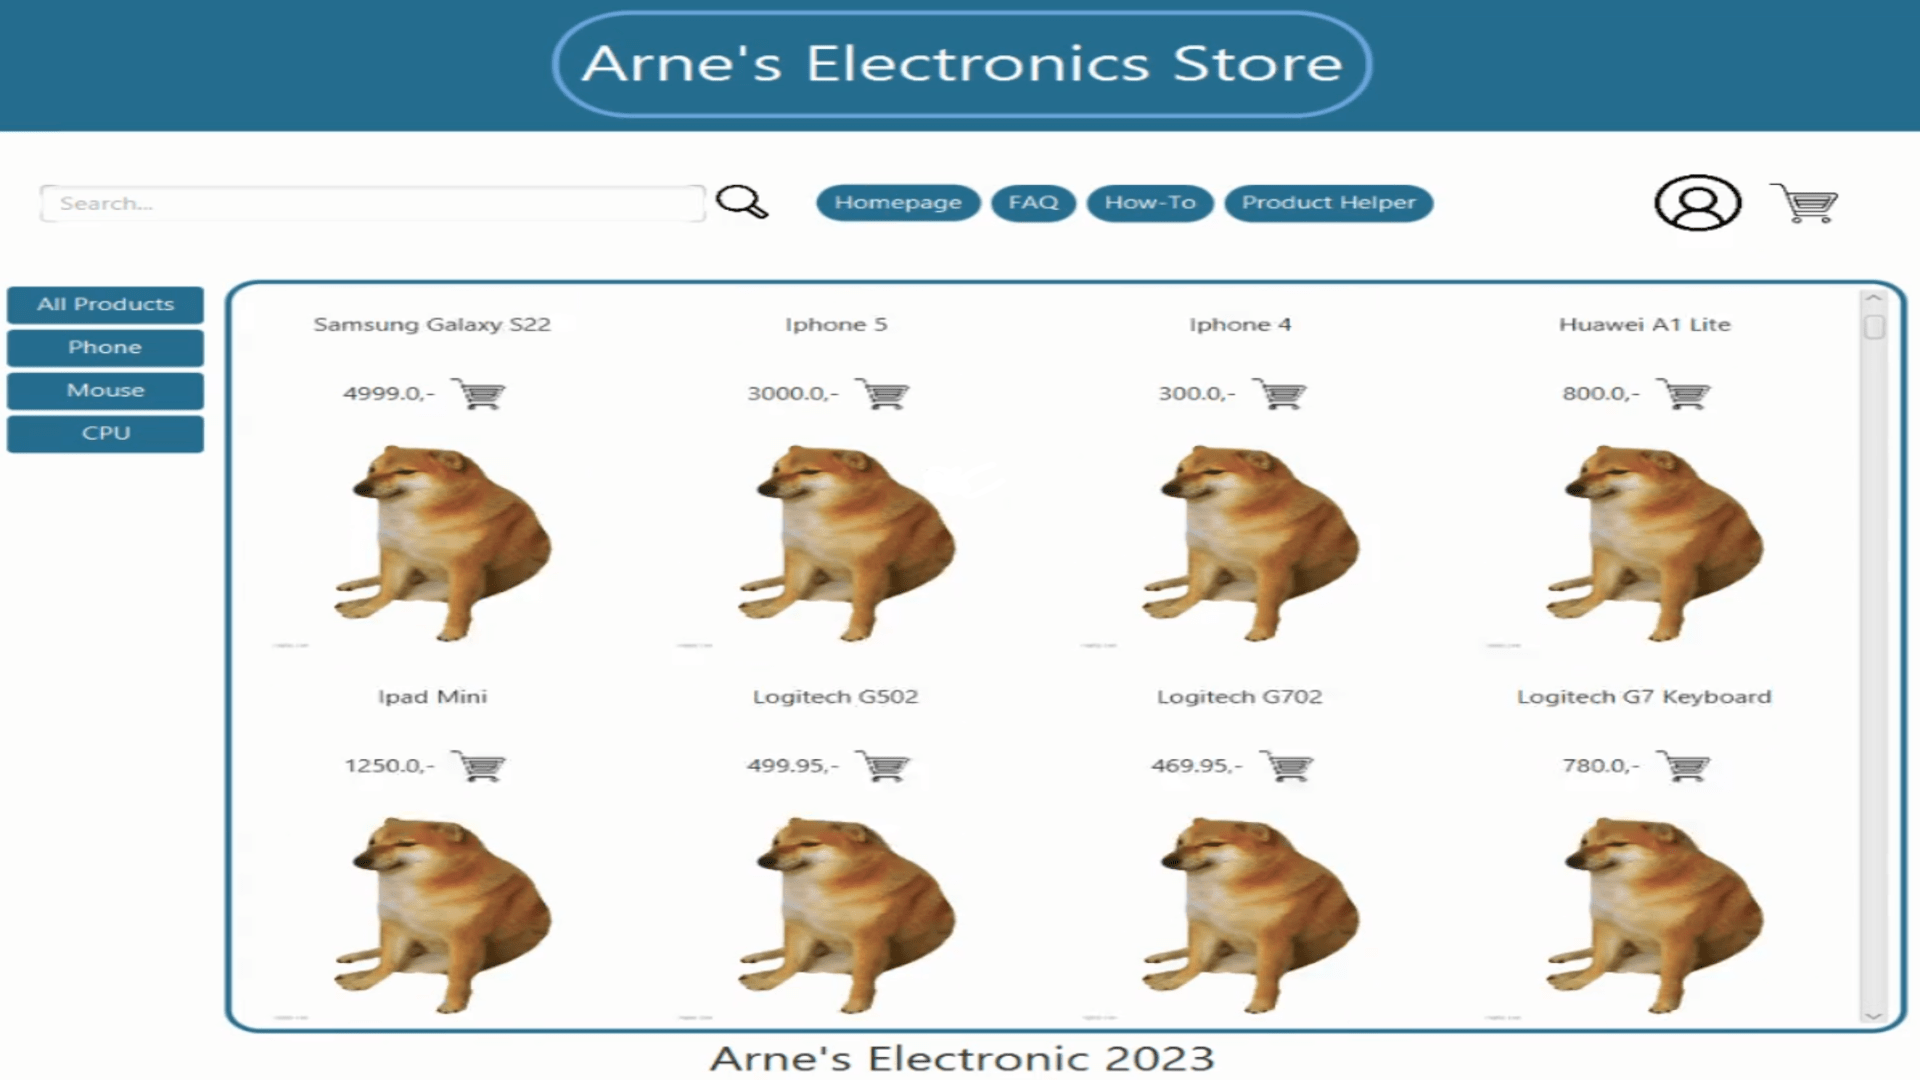 Arne's Electronics Store
Search...
Homepage
FAQ
How-To
Product Helper
All Products
Phone
Mouse
CPU
Samsung Galaxy S22
Iphone 5
Iphone 4
Huawei A1 Lite
4999.0,-
3000.0,-
300.0,-
800.0,-
Ipad Mini
Logitech G502
Logitech G702
Logitech G7 Keyboard
1250.0,-
499.95,-
469.95,-
780.0,-
Arne's Electronic 2023